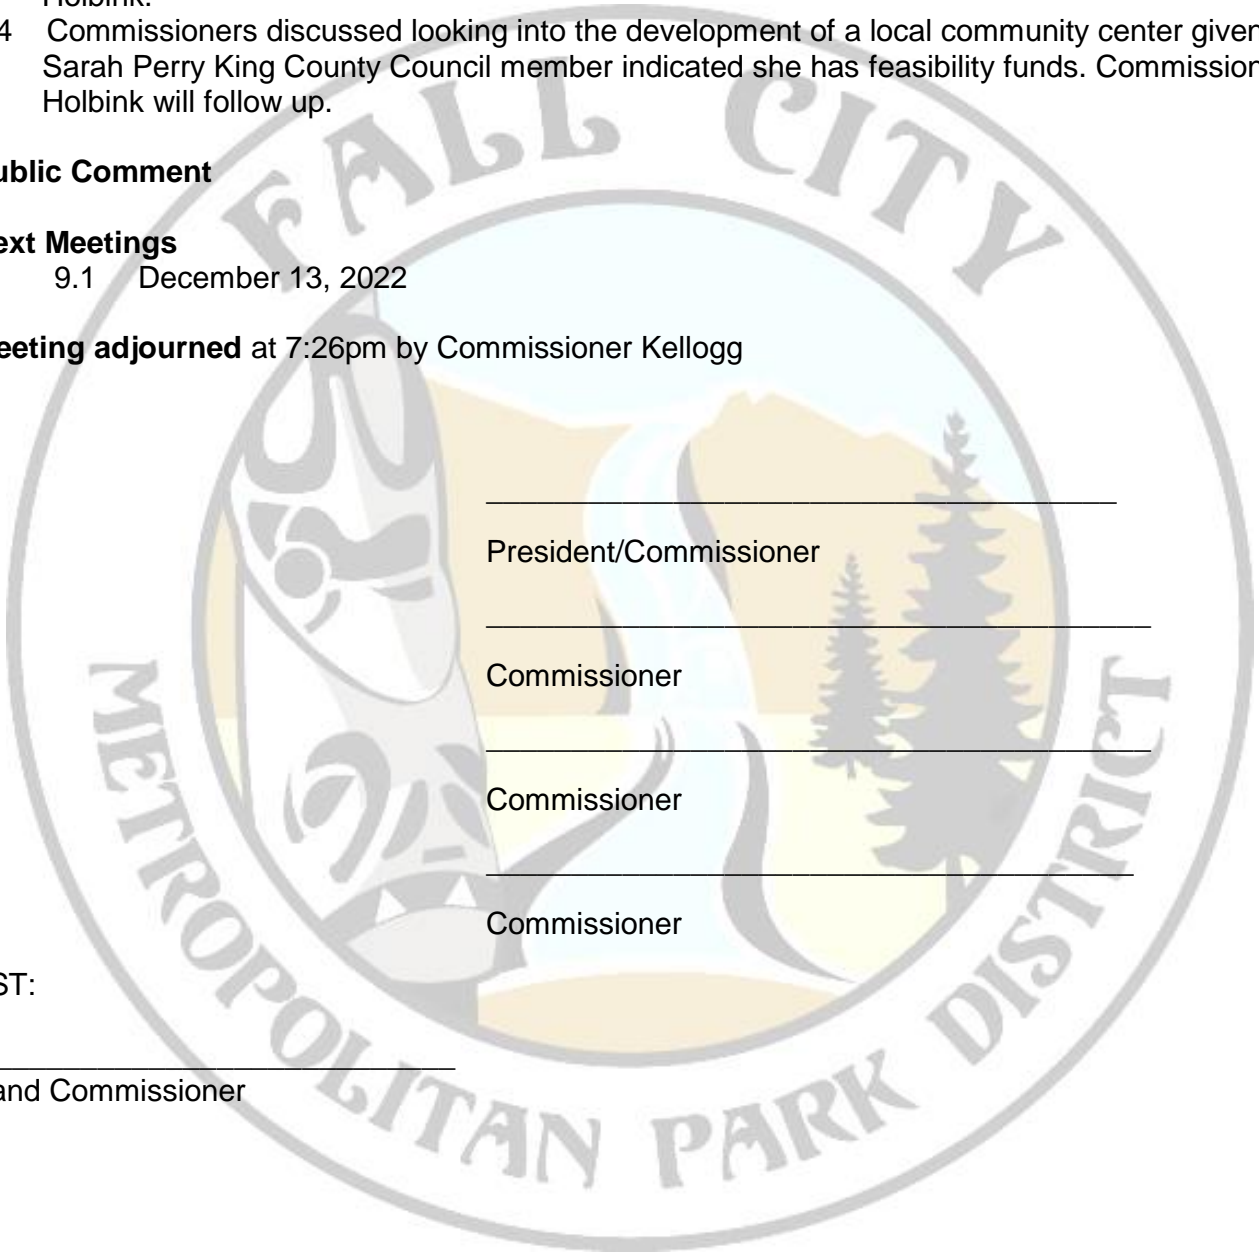 Holbink.
4 Commissioners discussed looking into the development of a local community center given
Sarah Perry King County Council member indicated she has feasibility funds. Commission
Holbink will follow up.
ublic Comment
ext Meetings
9.1 December 13, 2022
eeting adjourned at 7:26pm by Commissioner Kellogg
President/Commissioner
Commissioner
Commissioner
Commissioner
ST:
and Commissioner
FALL CITY
METROPOLITAN PARK DISTRICT